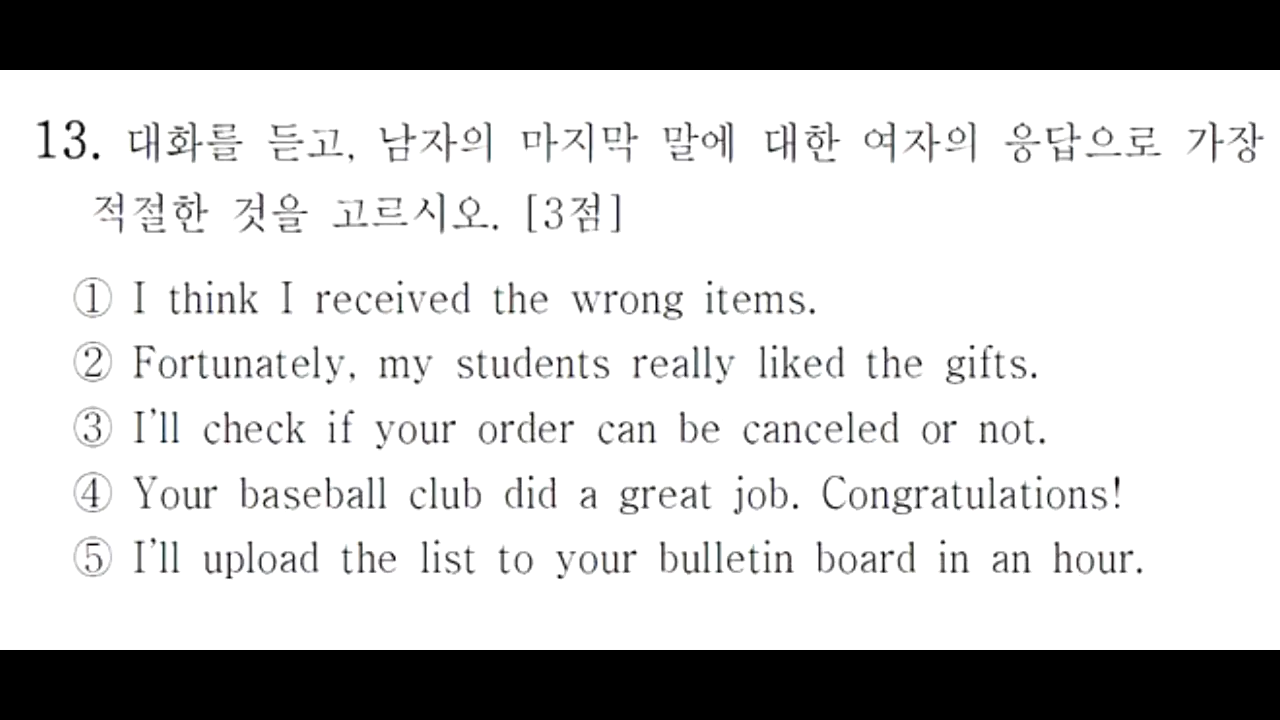 13. 대화를 듣고, 남자의 마지막 말에 대한 여자의 응답으로 가장
적절한 것을 고르시오. [3점]
① I think I received the wrong items.
② Fortunately, my students really liked the gifts.
③ I'll check if your order can be canceled or not.
④ Your baseball club did a great job. Congratulations!
⑤ I'll upload the list to your bulletin board in an hour.